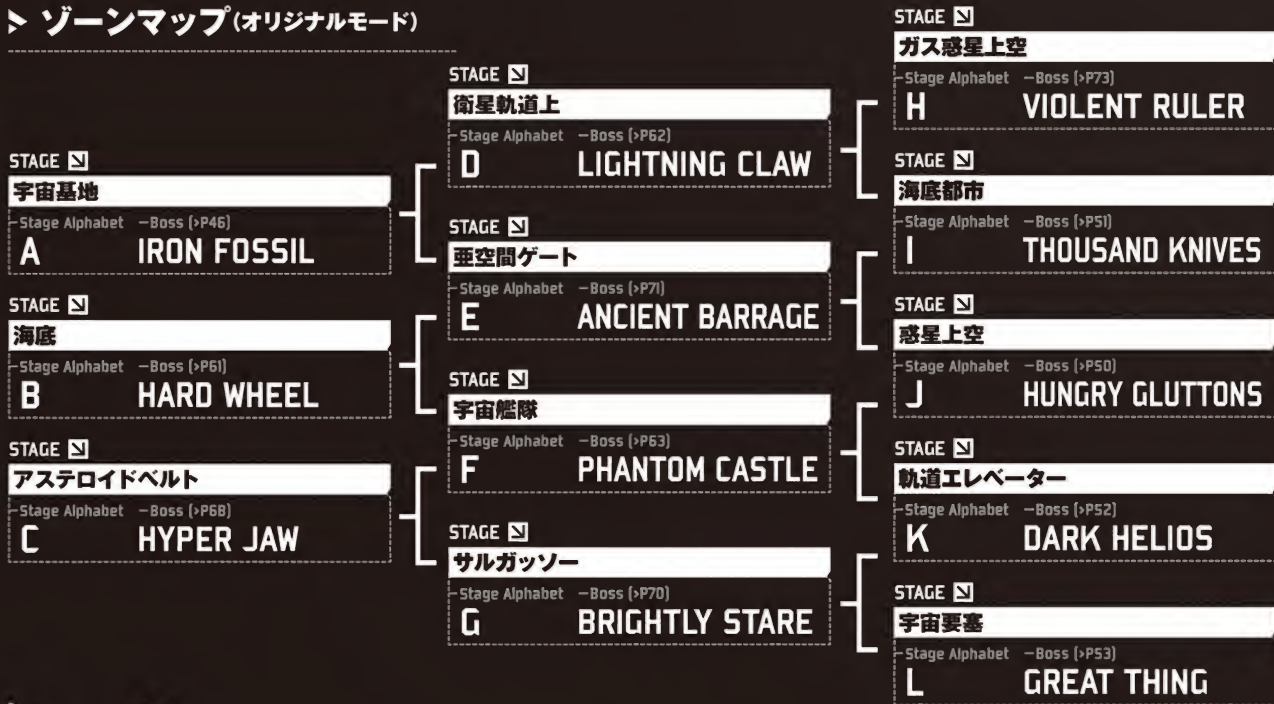 ゾーンマップ(オリジナルモード)
STAGE
宇宙基地
Stage Alphabet —Boss (>P46)
A IRON FOSSIL
STAGE
海底
Stage Alphabet —Boss (>P61)
B HARD WHEEL
STAGE
アステロイドベルト
Stage Alphabet —Boss (>P68)
C HYPER JAW
STAGE
衛星軌道上
Stage Alphabet —Boss (>P62)
D LIGHTNING CLAW
STAGE
亜空間ゲート
Stage Alphabet —Boss (>P71)
E ANCIENT BARRAGE
STAGE
宇宙艦隊
Stage Alphabet —Boss (>P63)
F PHANTOM CASTLE
STAGE
サルガッソー
Stage Alphabet —Boss (>P70)
G BRIGHTLY STARE
STAGE
ガス惑星上空
Stage Alphabet —Boss (>P73)
H VIOLENT RULER
STAGE
海底都市
Stage Alphabet —Boss (>P51)
I THOUSAND KNIVES
STAGE
惑星上空
Stage Alphabet —Boss (>P50)
J HUNGRY GLUTTONS
STAGE
軌道エレベーター
Stage Alphabet —Boss (>P52)
K DARK HELIOS
STAGE
宇宙要塞
Stage Alphabet —Boss (>P53)
L GREAT THING